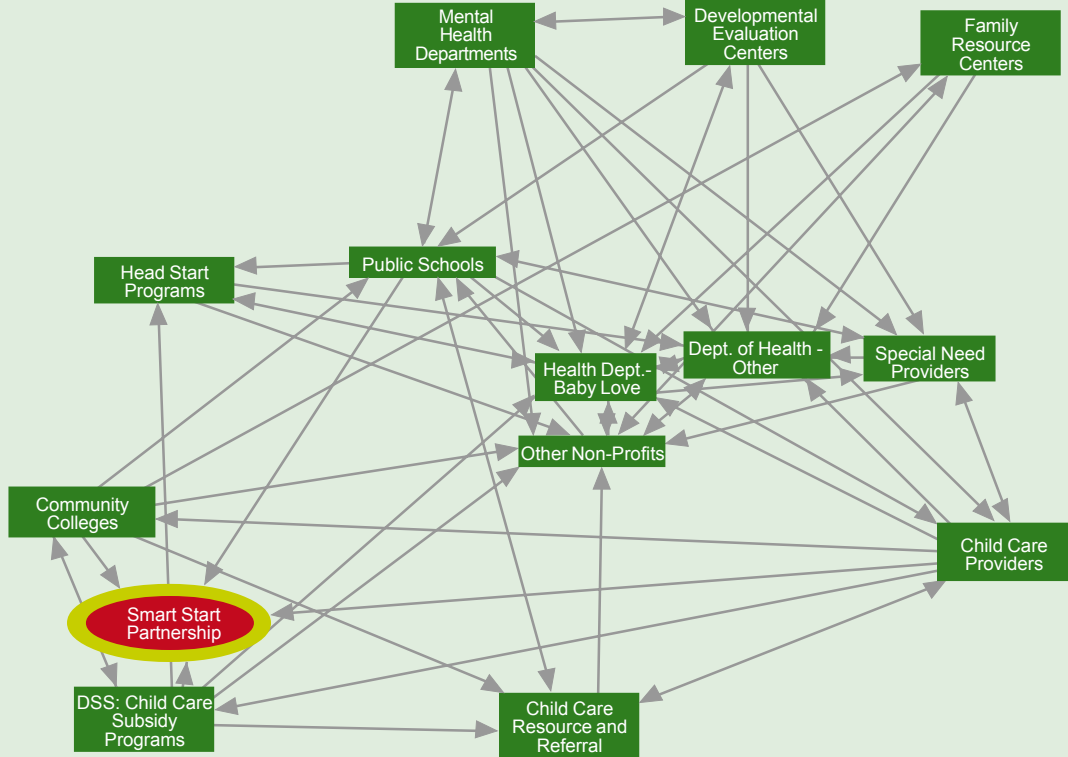 Mental
Health
Departments
Developmental
Evaluation
Centers
Family
Resource
Centers
Public Schools
Head Start
Programs
Dept. of Health -
Other
Special Need
Providers
Health Dept.-
Baby Love
Other Non-Profits
Community
Colleges
Child Care
Providers
Smart Start
Partnership
DSS: Child Care
Subsidy
Programs
Child Care
Resource and
Referral